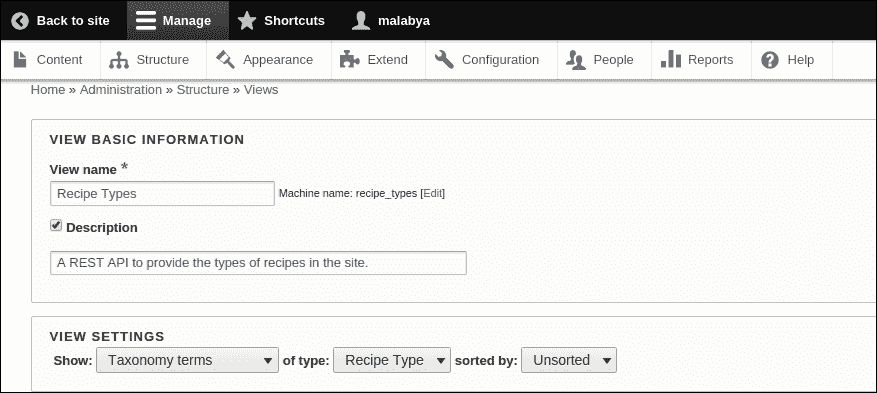 Back to site Manage Shortcuts malabya
Content Structure Appearance Extend Configuration People Reports Help
Home » Administration » Structure » Views
VIEW BASIC INFORMATION
View name *
Recipe Types Machine name: recipe_types [Edit]
Description
A REST API to provide the types of recipes in the site.
VIEW SETTINGS
Show: Taxonomy terms of type: Recipe Type sorted by: Unsorted